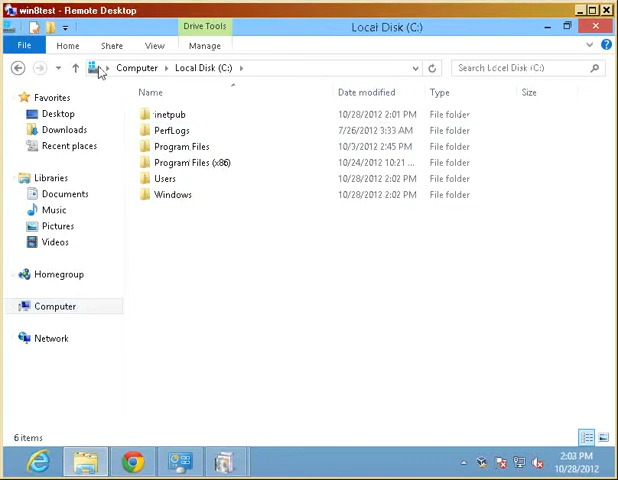 win8test - Remote Desktop
Drive Tools
Local Disk (C:)
File Home Share View Manage
Computer Local Disk (C:)
Search Local Disk (C:)
Name Date modified Type Size
Favorites
Desktop
Downloads
Recent places
Libraries
Documents
Music
Pictures
Videos
Homegroup
Computer
Network
inetpub 10/28/2012 2:01 PM File folder
PerfLogs 7/26/2012 3:33 AM File folder
Program Files 10/3/2012 2:45 PM File folder
Program Files (x86) 10/24/2012 10:21 ... File folder
Users 10/28/2012 2:02 PM File folder
Windows 10/28/2012 2:02 PM File folder
6 items
2:03 PM
10/28/2012